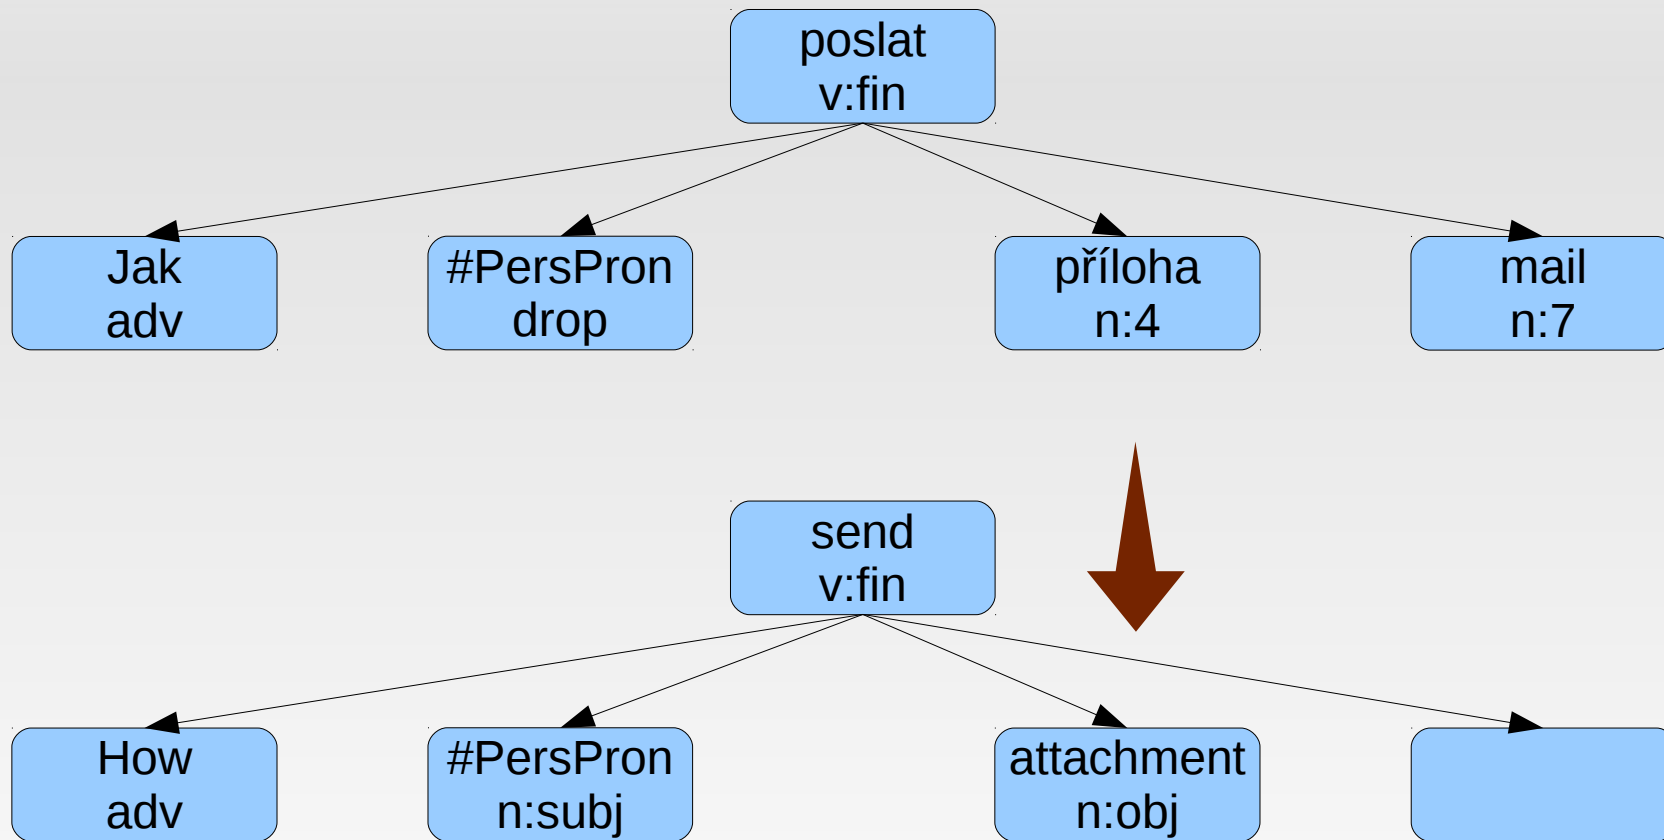 poslat
v:fin
Jak
adv
#PersPron
drop
příloha
n:4
mail
n:7
send
v:fin
How
adv
#PersPron
n:subj
attachment
n:obj